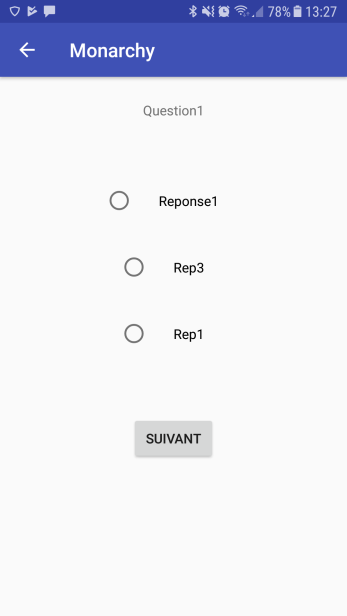 78% 13:27
Monarchy
Question1
Reponse1
Rep3
Rep1
SUIVANT